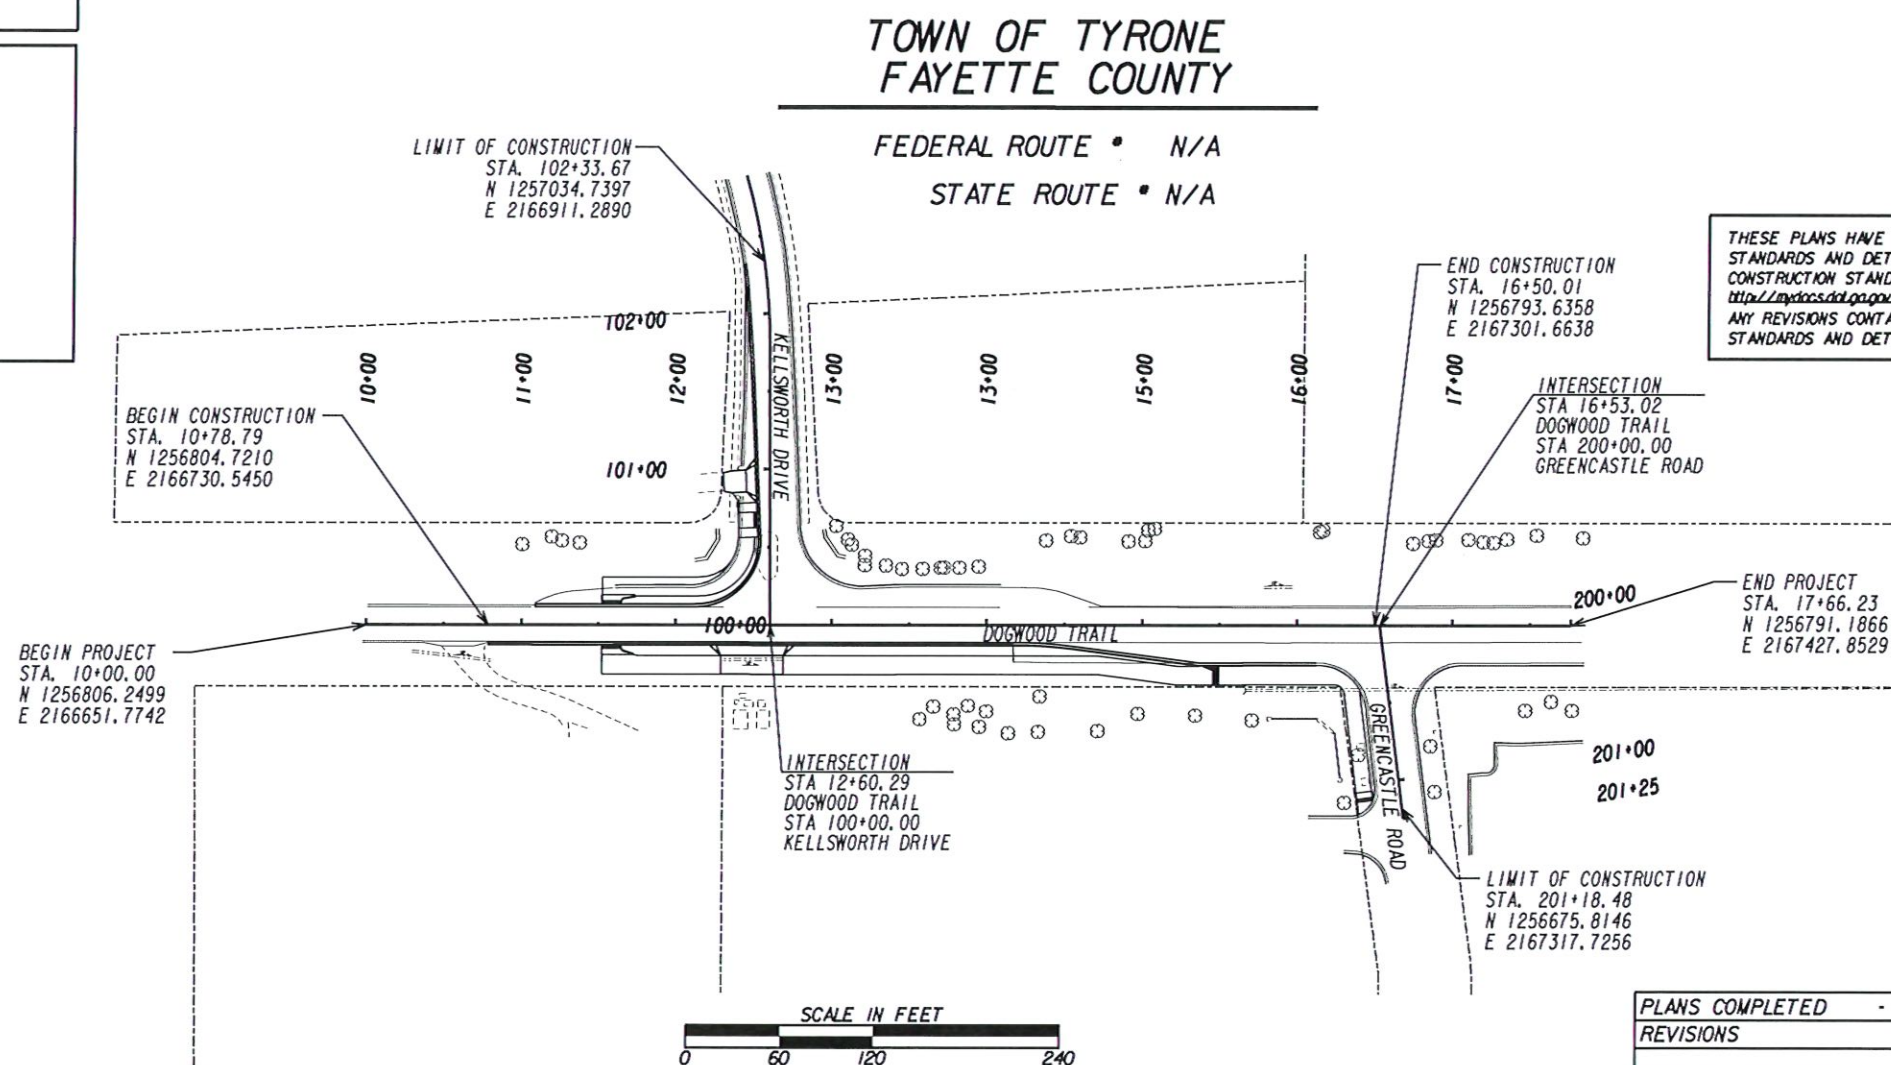 TOWN OF TYRONE
FAYETTE COUNTY
FEDERAL ROUTE # N/A
STATE ROUTE # N/A
LIMIT OF CONSTRUCTION
STA. 102+33.67
N 1257034.7397
E 2166911.2890
THESE PLANS HAVE
STANDARDS AND DET
CONSTRUCTION STAND
ANY REVISIONS CONTA
STANDARDS AND DET
END CONSTRUCTION
STA. 16+50.01
N 1256793.6358
E 2167301.6638
102+00
10+00
11+00
12+00
13+00
13+00
15+00
16+00
17+00
KELLSWORTH DRIVE
INTERSECTION
STA 16+53.02
DOGWOOD TRAIL
STA 200+00.00
GREENCASTLE ROAD
BEGIN CONSTRUCTION
STA. 10+78.79
N 1256804.7210
E 2166730.5450
101+00
END PROJECT
STA. 17+66.23
N 1256791.1866
E 2167427.8529
200+00
100+00
DOGWOOD TRAIL
BEGIN PROJECT
STA. 10+00.00
N 1256806.2499
E 2166651.7742
GREENCASTLE ROAD
201+00
201+25
INTERSECTION
STA 12+60.29
DOGWOOD TRAIL
STA 100+00.00
KELLSWORTH DRIVE
LIMIT OF CONSTRUCTION
STA. 201+18.48
N 1256675.8146
E 2167317.7256
SCALE IN FEET
0 60 120 240
PLANS COMPLETED -
REVISIONS